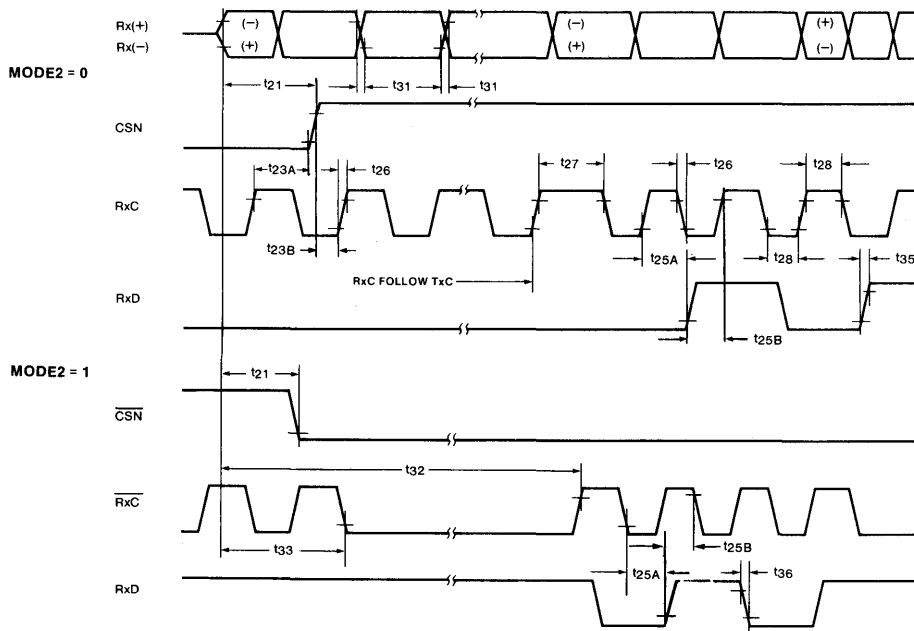 Rx(+) (-) (-) (+)
Rx(-) (+) (+) (-)
MODE2 = 0
t21 t31 t31
CSN
t23A t26 t27 t26 t28
RxC
t23B t25A t28 t35
RxC FOLLOW TxC
RxD
t25B
MODE2 = 1
t21
CSN
t32
RxC
t33 t25B
t25A t36
RxD